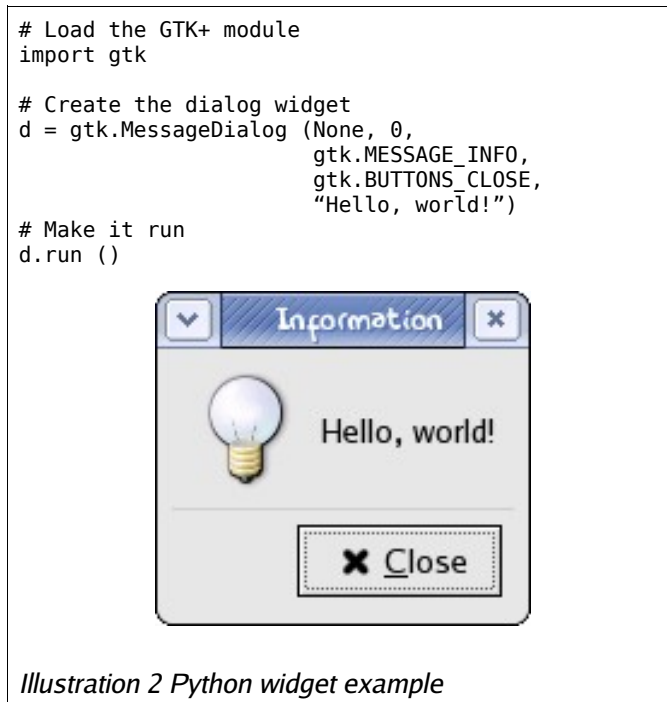 # Load the GTK+ module
import gtk
# Create the dialog widget
d = gtk.MessageDialog (None, 0,
gtk.MESSAGE_INFO,
gtk.BUTTONS_CLOSE,
“Hello, world!”)
# Make it run
d.run ()
Information
Hello, world!
Close
Illustration 2 Python widget example